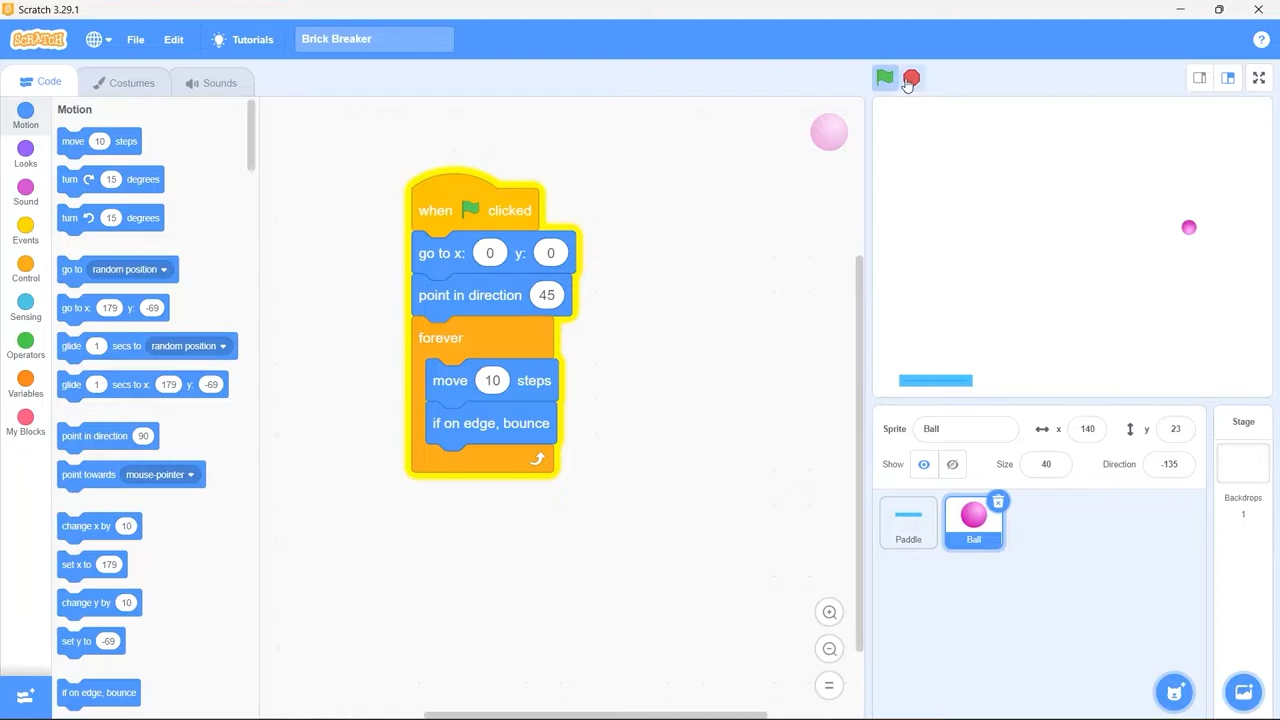 Scratch 3.29.1
SCRATCH File Edit Tutorials Brick Breaker ?
Code Costumes Sounds
Motion
Looks
Sound
Events
Control
Sensing
Operators
Variables
My Blocks
Motion
move 10 steps
turn 15 degrees
turn 15 degrees
go to random position
go to x: 179 y: -69
glide 1 secs to random position
glide 1 secs to x: 179 y: -69
point in direction 90
point towards mouse-pointer
change x by 10
set x to 179
change y by 10
set y to -69
if on edge, bounce
when clicked
go to x: 0 y: 0
point in direction 45
forever
move 10 steps
if on edge, bounce
Sprite Ball x 140 y 23
Show Size 40 Direction -135
Paddle
Ball
Stage
Backdrops
1